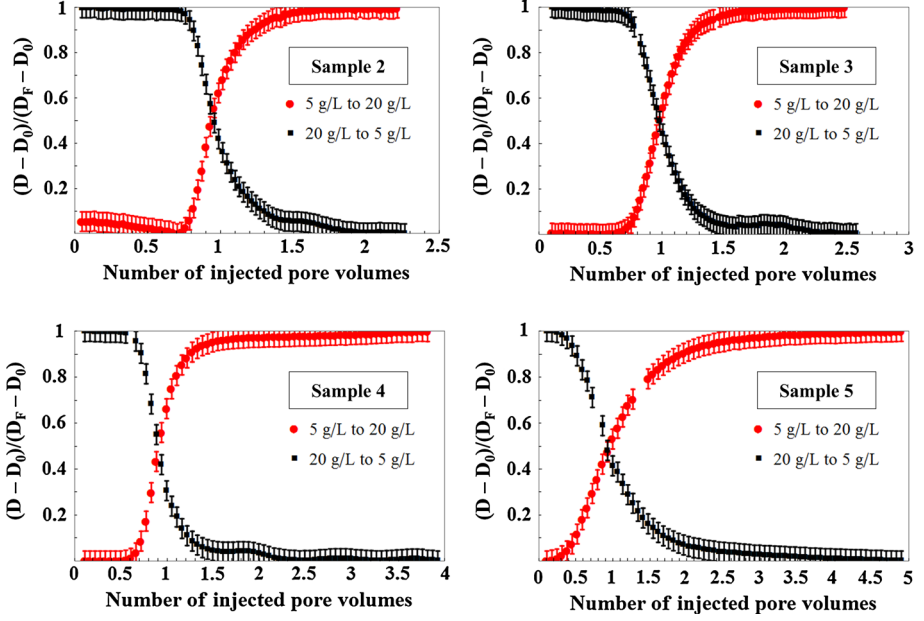 1
0.8
0.6
0.4
0.2
(D − D0)/(DF − D0)
Sample 2
5 g/L to 20 g/L
20 g/L to 5 g/L
0 0.5 1 1.5 2 2.5
Number of injected pore volumes
1
0.8
0.6
0.4
0.2
(D − D0)/(DF − D0)
Sample 3
5 g/L to 20 g/L
20 g/L to 5 g/L
0 0.5 1 1.5 2 2.5 3
Number of injected pore volumes
1
0.8
0.6
0.4
0.2
(D − D0)/(DF − D0)
Sample 4
5 g/L to 20 g/L
20 g/L to 5 g/L
0 0.5 1 1.5 2 2.5 3 3.5 4
Number of injected pore volumes
1
0.8
0.6
0.4
0.2
(D − D0)/(DF − D0)
Sample 5
5 g/L to 20 g/L
20 g/L to 5 g/L
0 0.5 1 1.5 2 2.5 3 3.5 4 4.5 5
Number of injected pore volumes